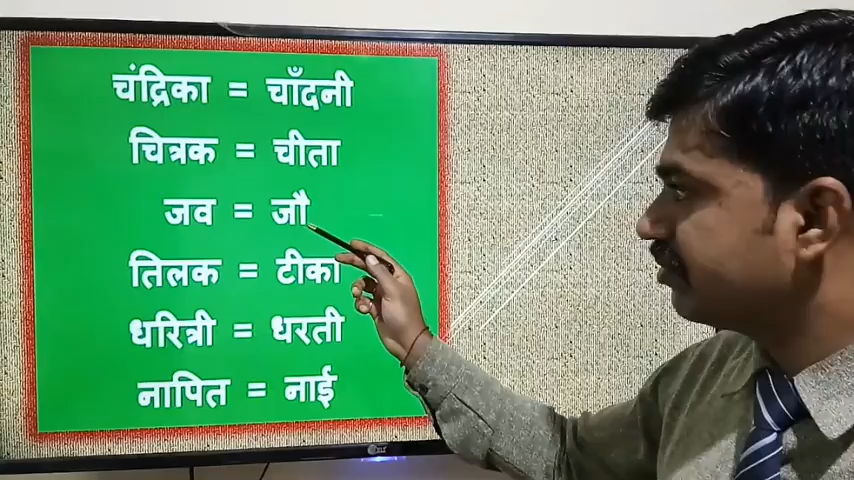 चंद्रिका = चाँदनी
चित्रक = चीता
जव = जौ
तिलक = टीका
धरित्री = धरती
नापित = नाई